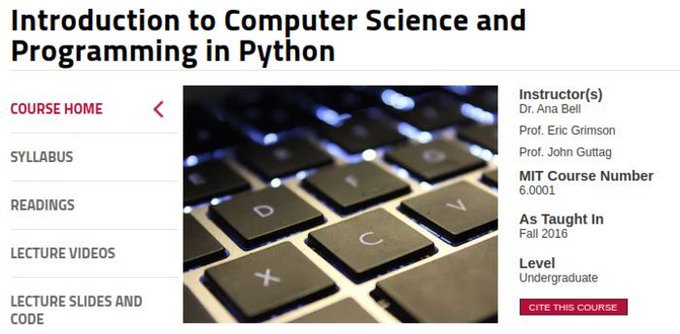 Introduction to Computer Science and
Programming in Python
COURSE HOME
SYLLABUS
READINGS
LECTURE VIDEOS
LECTURE SLIDES AND
CODE
D
F
C
V
X
Instructor(s)
Dr. Ana Bell
Prof. Eric Grimson
Prof. John Guttag
MIT Course Number
6.0001
As Taught In
Fall 2016
Level
Undergraduate
CITE THIS COURSE